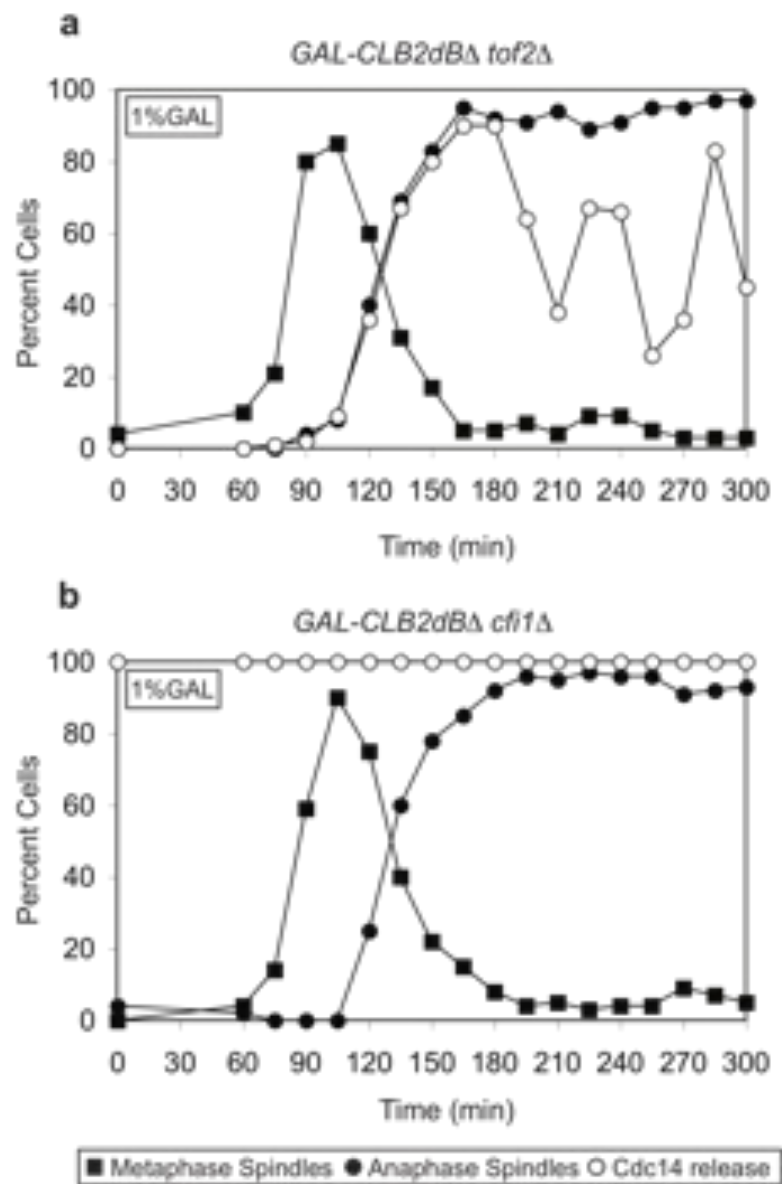 a
GAL-CLB2dBΔ tof2Δ
1%GAL
100
80
60
40
20
0
Percent Cells
0 30 60 90 120 150 180 210 240 270 300
Time (min)
b
GAL-CLB2dBΔ cfi1Δ
1%GAL
100
80
60
40
20
0
Percent Cells
0 30 60 90 120 150 180 210 240 270 300
Time (min)
■ Metaphase Spindles ● Anaphase Spindles ○ Cdc14 release